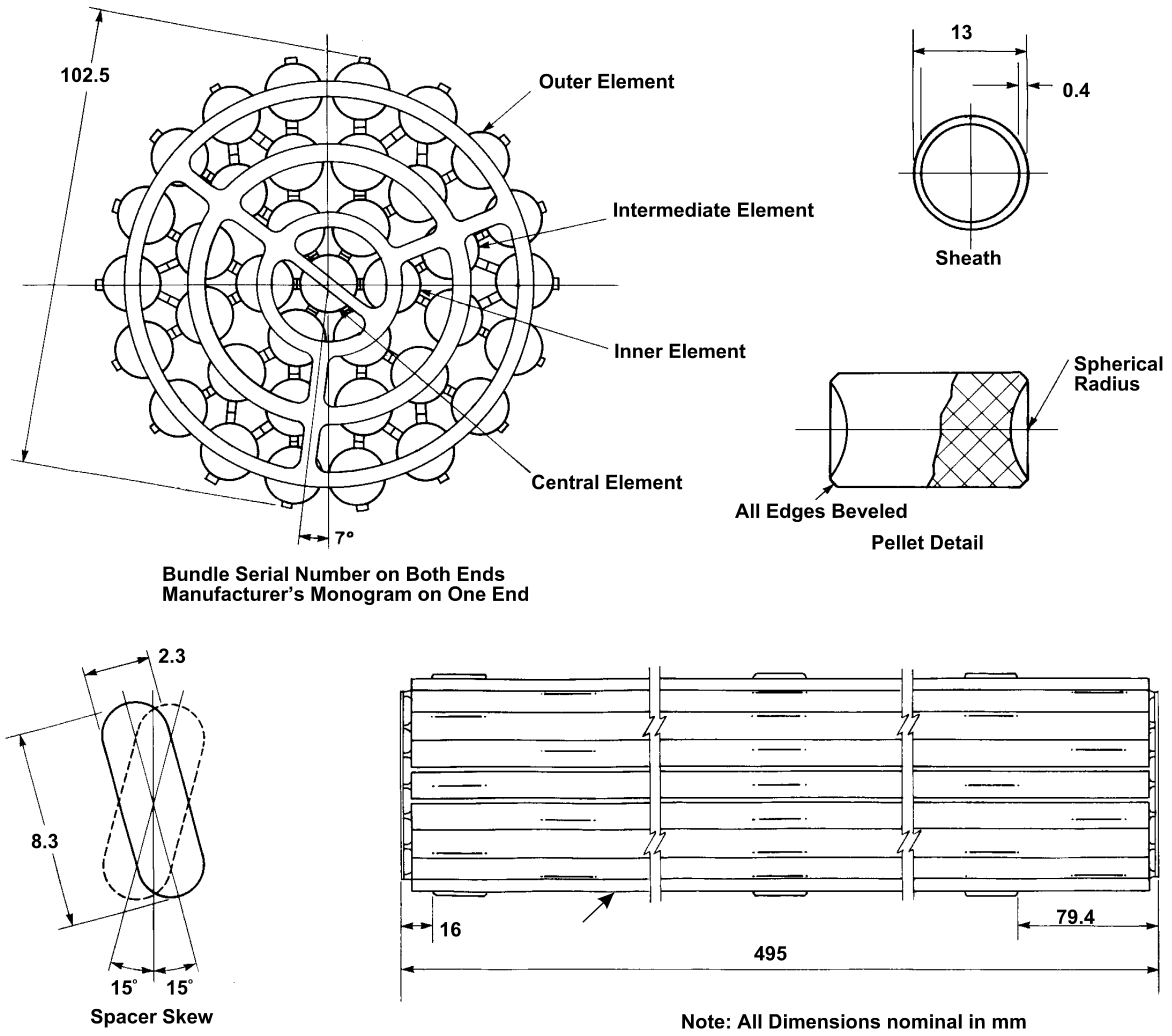 102.5
Outer Element
Intermediate Element
Inner Element
Central Element
7°
Bundle Serial Number on Both Ends
Manufacturer's Monogram on One End
13
0.4
Sheath
Spherical
Radius
All Edges Beveled
Pellet Detail
2.3
8.3
15° 15°
Spacer Skew
16
79.4
495
Note: All Dimensions nominal in mm